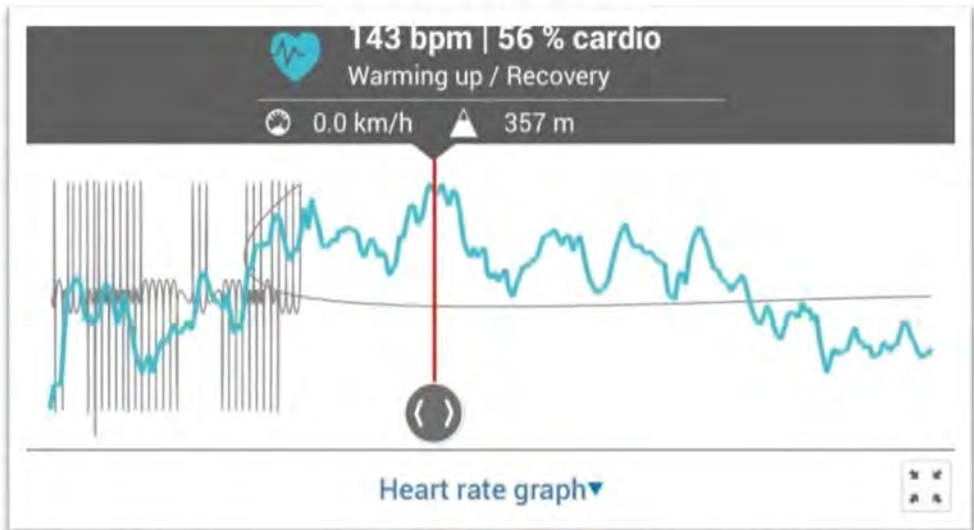 143 bpm | 56 % cardio
Warming up / Recovery
0.0 km/h 357 m
Heart rate graph▾